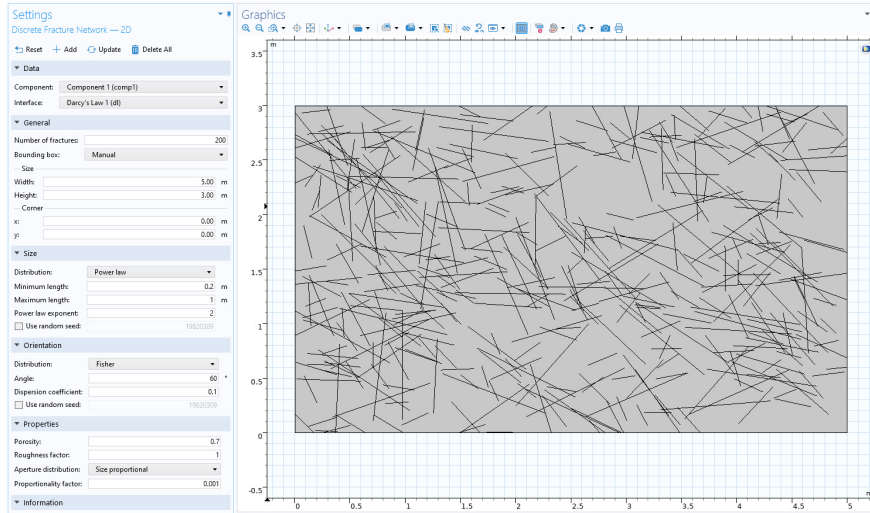 Settings
Discrete Fracture Network — 2D
Reset Add Update Delete All
Data
Component: Component 1 (comp1)
Interface: Darcy's Law 1 (dl)
General
Number of fractures: 200
Bounding box: Manual
Size
Width: 5.00 m
Height: 3.00 m
Corner
x: 0.00 m
y: 0.00 m
Size
Distribution: Power law
Minimum length: 0.2 m
Maximum length: 1 m
Power law exponent: 2
Use random seed: 19820309
Orientation
Distribution: Fisher
Angle: 60 °
Dispersion coefficient: 0.1
Use random seed: 19820309
Properties
Porosity: 0.7
Roughness factor: 1
Aperture distribution: Size proportional
Proportionality factor: 0.001
Information
Graphics
m
3.5
3
2.5
2
1.5
1
0.5
0
-0.5
0 0.5 1 1.5 2 2.5 3 3.5 4 4.5 5